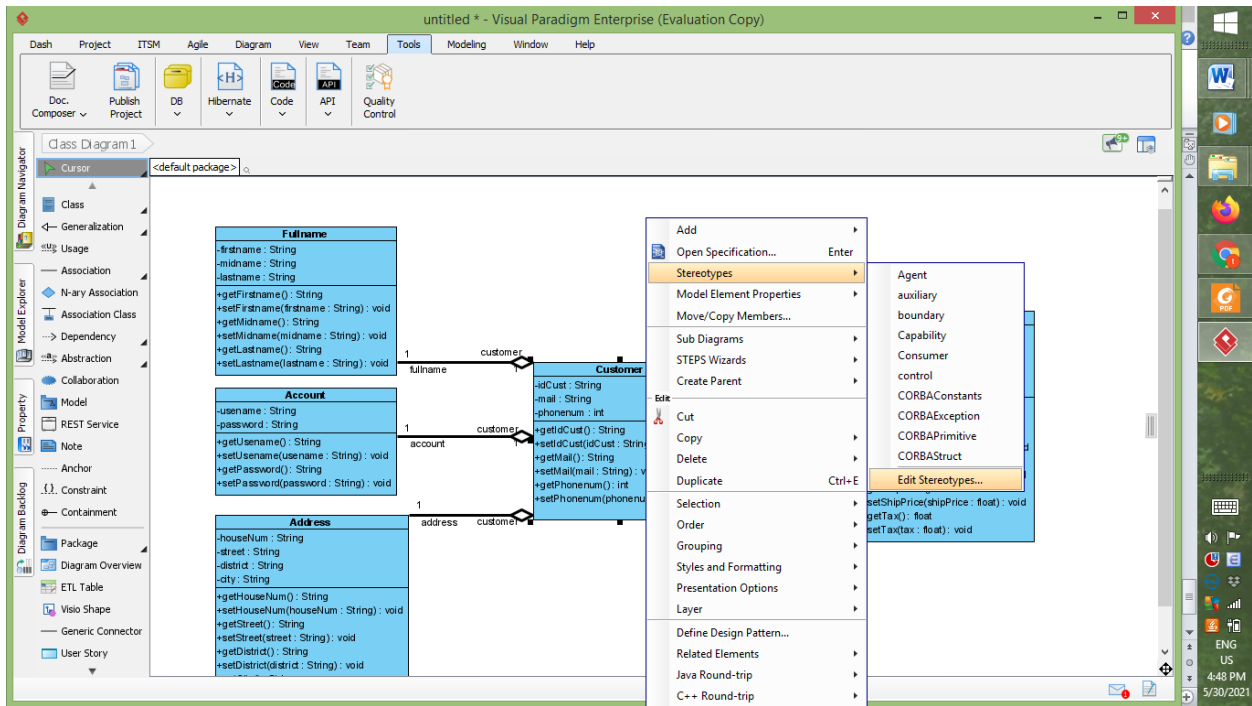 untitled * - Visual Paradigm Enterprise (Evaluation Copy)
Dash Project ITSM Agile Diagram View Team Tools Modeling Window Help
Doc. Composer
Publish Project
DB
Hibernate
Code
API
Quality Control
Class Diagram1
<default package>
Diagram Navigator
Model Explorer
Property
Diagram Backlog
Cursor
Class
Generalization
Usage
Association
N-ary Association
Association Class
Dependency
Abstraction
Collaboration
Model
REST Service
Note
Anchor
Constraint
Containment
Package
Diagram Overview
ETL Table
Visio Shape
Generic Connector
User Story
Fullname
-firstname : String
-midname : String
-lastname : String
+getFirstname() : String
+setFirstname(firstname : String) : void
+getMidname() : String
+setMidname(midname : String) : void
+getLastname() : String
+setLastname(lastname : String) : void
1 customer
fullname 1
Account
-usename : String
-password : String
+getUsename() : String
+setUsename(usename : String) : void
+getPassword() : String
+setPassword(password : String) : void
1 customer
account 1
Address
-houseNum : String
-street : String
-district : String
-city : String
+getHouseNum() : String
+setHouseNum(houseNum : String) : void
+getStreet() : String
+setStreet(street : String) : void
+getDistrict() : String
+setDistrict(district : String) : void
1
address customer
Customer
-idCust : String
-mail : String
-phonenum : int
+getIdCust() : String
+setIdCust(idCust : String
+getMail() : String
+setMail(mail : String) : v
+getPhonenum() : int
+setPhonenum(phonenu
Add
Open Specification... Enter
Stereotypes
Model Element Properties
Move/Copy Members...
Sub Diagrams
STEPS Wizards
Create Parent
Edit
Cut
Copy
Delete
Duplicate Ctrl+E
Selection
Order
Grouping
Styles and Formatting
Presentation Options
Layer
Define Design Pattern...
Related Elements
Java Round-trip
C++ Round-trip
Agent
auxiliary
boundary
Capability
Consumer
control
CORBAConstants
CORBAException
CORBAPrimitive
CORBAStruct
Edit Stereotypes...
setShipPrice(shipPrice : float) : void
getTax() : float
setTax(tax : float) : void
ENG
US
4:48 PM
5/30/2021